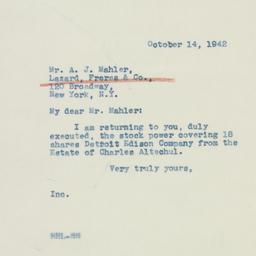 October 14, 1942
Mr. A. J. Mahler,
Lazard, Freres & Co.,
120 Broadway,
New York, N.Y.
My dear Mr. Mahler:
I am returning to you, duly
executed, the stock power covering 18
shares Detroit Edison Company from the
Estate of Charles Altschul.
Very truly yours,
Inc.